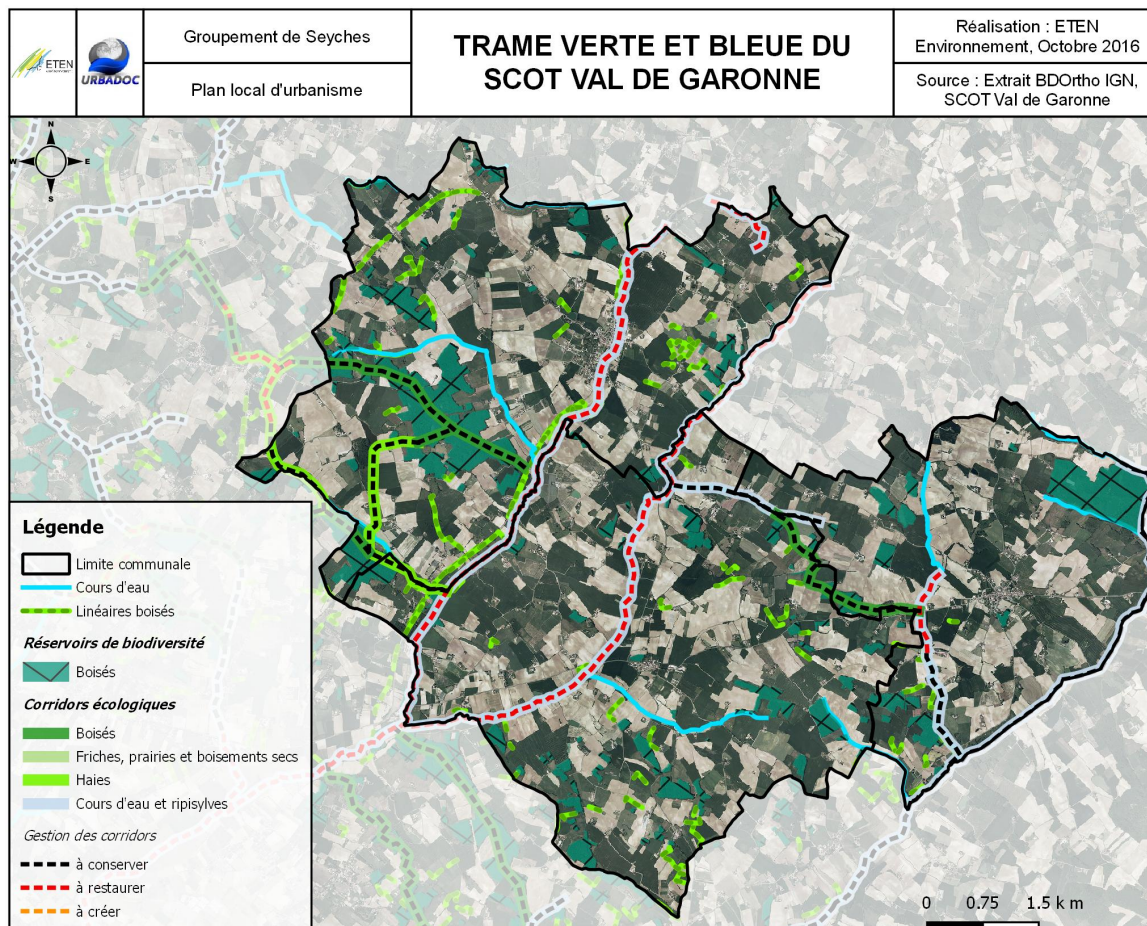 ETEN
URBADOC
Groupement de Seyches
Plan local d'urbanisme
TRAME VERTE ET BLEUE DU
SCOT VAL DE GARONNE
Réalisation : ETEN
Environnement, Octobre 2016
Source : Extrait BDOrtho IGN,
SCOT Val de Garonne
N
W E
S
Légende
Limite communale
Cours d'eau
Linéaires boisés
Réservoirs de biodiversité
Boisés
Corridors écologiques
Boisés
Friches, prairies et boisements secs
Haies
Cours d'eau et ripisylves
Gestion des corridors
à conserver
à restaurer
à créer
0 0.75 1.5 km